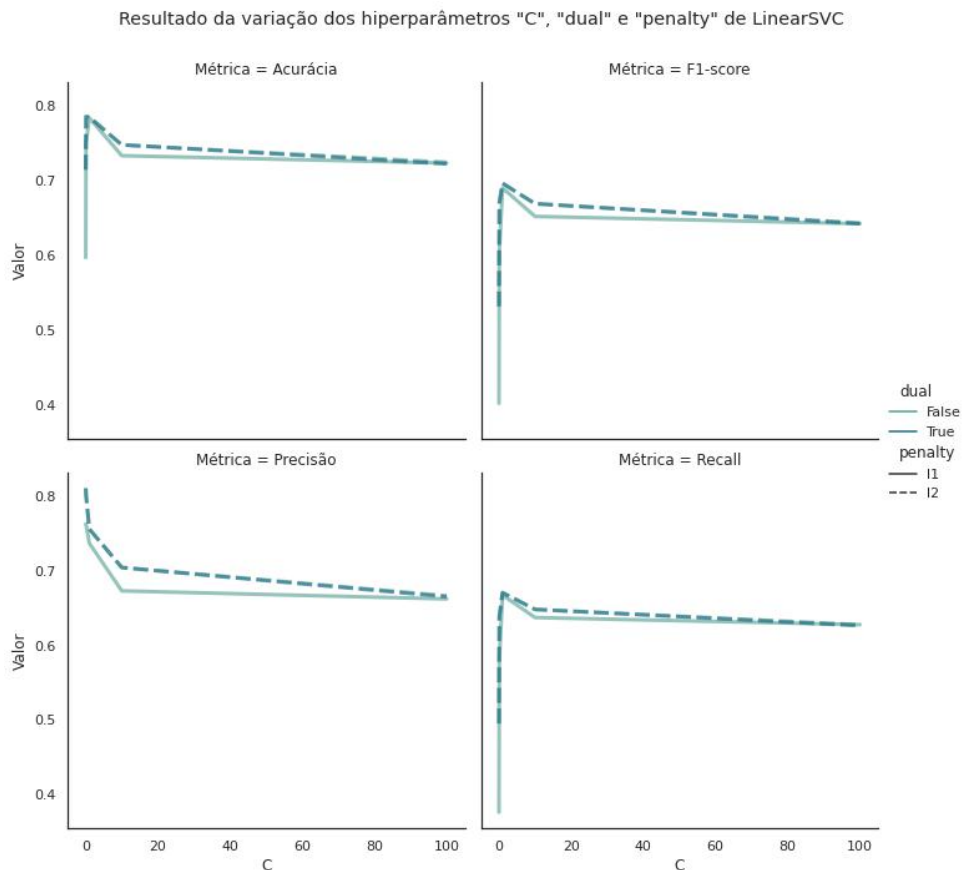 Resultado da variação dos hiperparâmetros "C", "dual" e "penalty" de LinearSVC
Métrica = Acurácia
Métrica = F1-score
0.8
0.7
0.6
0.5
0.4
Valor
dual
False
True
penalty
l1
l2
Métrica = Precisão
Métrica = Recall
0.8
0.7
0.6
0.5
0.4
Valor
0 20 40 60 80 100
C
0 20 40 60 80 100
C